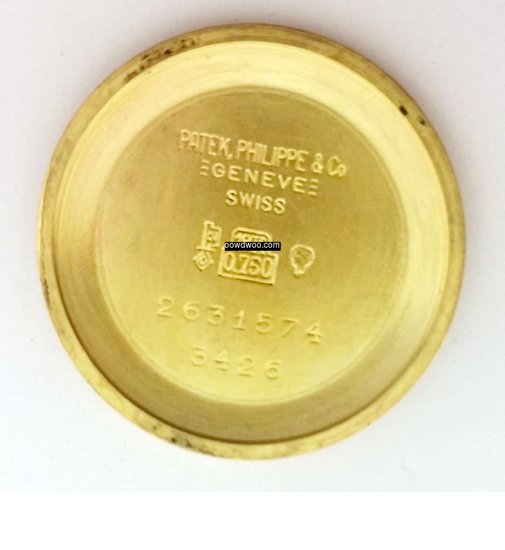 PATEK, PHILIPPE & Co
GENEVE
SWISS
powdwoo.com
0.750
2631574
3426